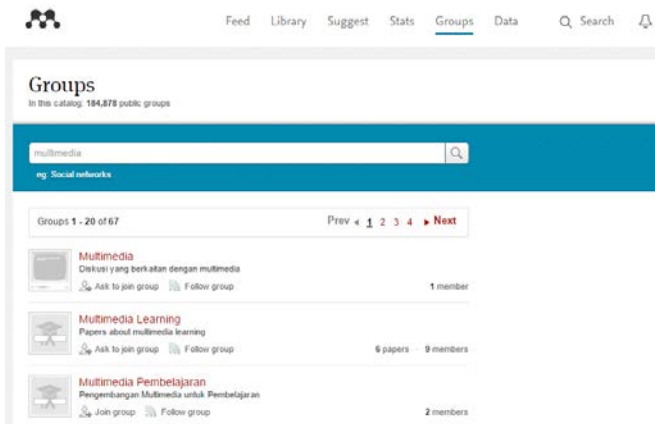 Feed Library Suggest Stats Groups Data Search
Groups
In this catalog: 184,878 public groups
multimedia
eg: Social networks
Groups 1 - 20 of 67 Prev 1 2 3 4 Next
Multimedia
Diskusi yang berkaitan dengan multimedia
Ask to join group Follow group 1 member
Multimedia Learning
Papers about multimedia learning
Ask to join group Follow group 6 papers · 9 members
Multimedia Pembelajaran
Pengembangan Multimedia untuk Pembelajaran
Join group Follow group 2 members